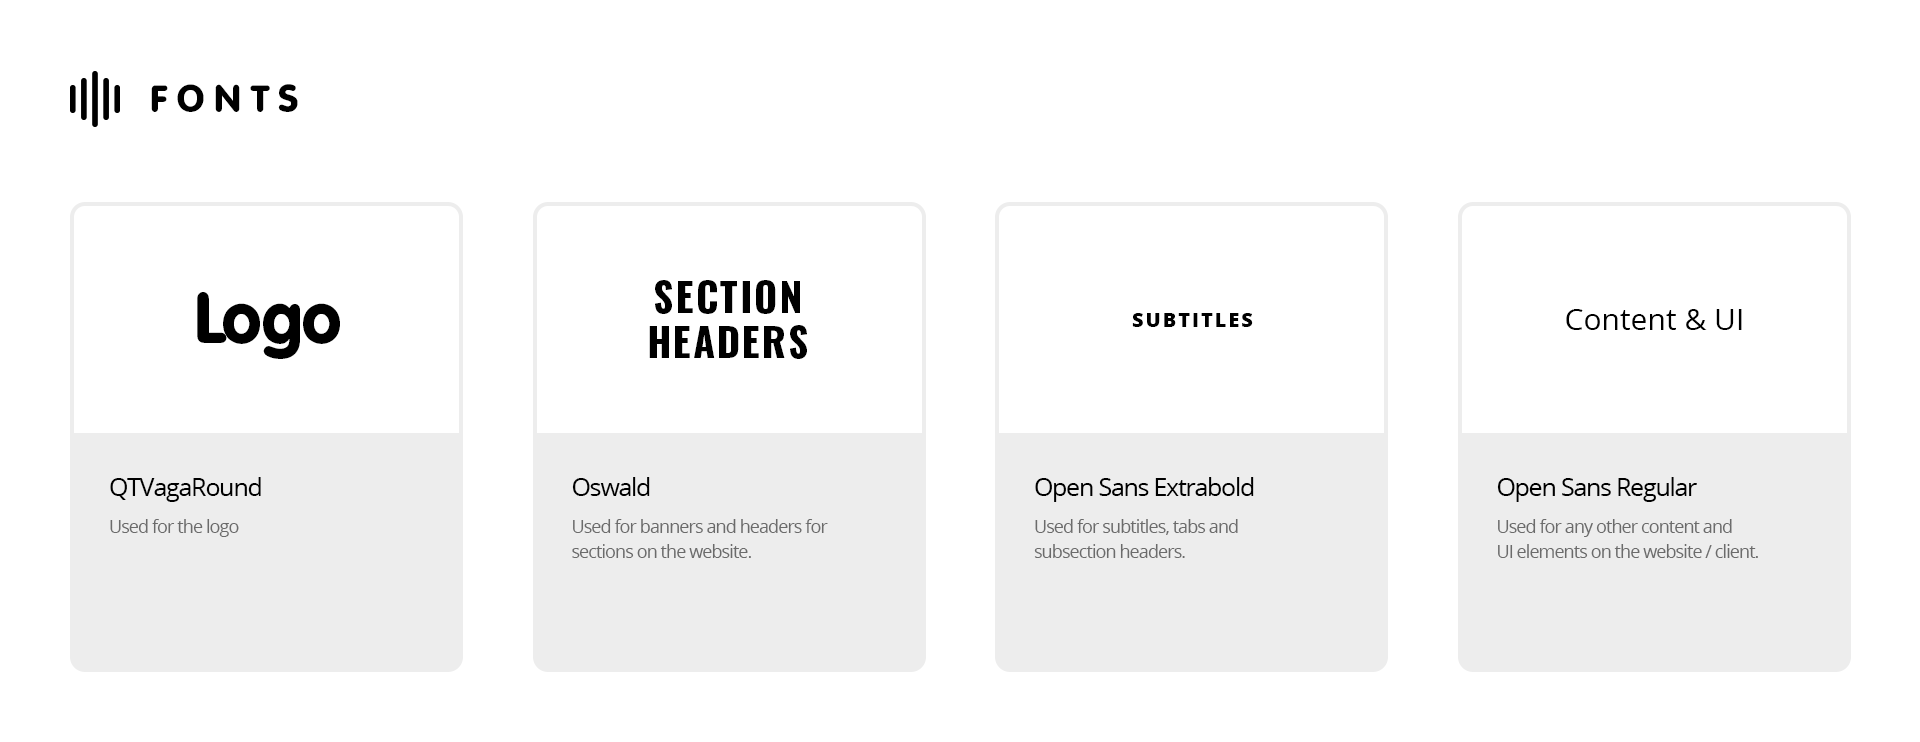 FONTS
Logo
SECTION
HEADERS
SUBTITLES
Content & UI
QTVagaRound
Used for the logo
Oswald
Used for banners and headers for
sections on the website.
Open Sans Extrabold
Used for subtitles, tabs and
subsection headers.
Open Sans Regular
Used for any other content and
UI elements on the website / client.